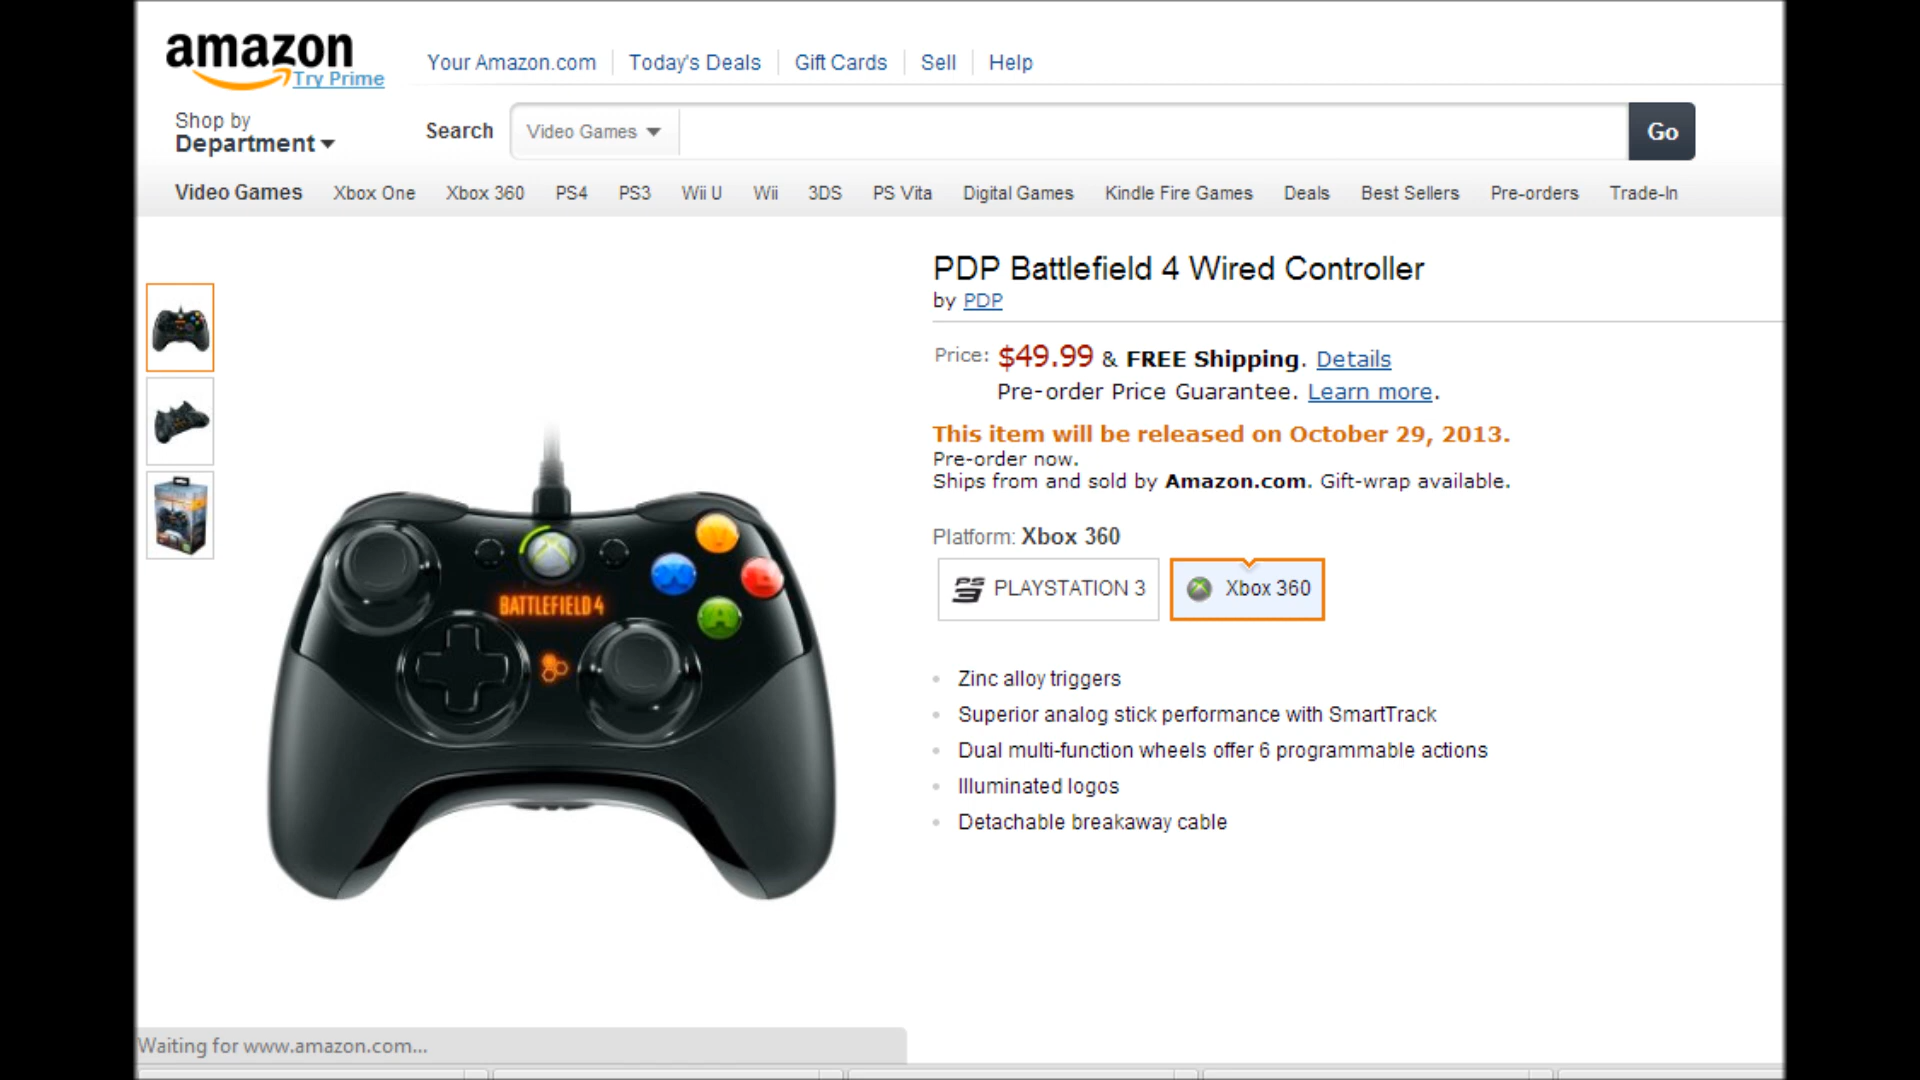 amazon
Try Prime
Your Amazon.com Today's Deals Gift Cards Sell Help
Shop by
Department
Search Video Games Go
Video Games Xbox One Xbox 360 PS4 PS3 Wii U Wii 3DS PS Vita Digital Games Kindle Fire Games Deals Best Sellers Pre-orders Trade-In
PDP Battlefield 4 Wired Controller
by PDP
Price: $49.99 & FREE Shipping. Details
Pre-order Price Guarantee. Learn more.
This item will be released on October 29, 2013.
Pre-order now.
Ships from and sold by Amazon.com. Gift-wrap available.
Platform: Xbox 360
PS3 PLAYSTATION 3 Xbox 360
Zinc alloy triggers
Superior analog stick performance with SmartTrack
Dual multi-function wheels offer 6 programmable actions
Illuminated logos
Detachable breakaway cable
Y
X
B
A
BATTLEFIELD 4
Waiting for www.amazon.com...